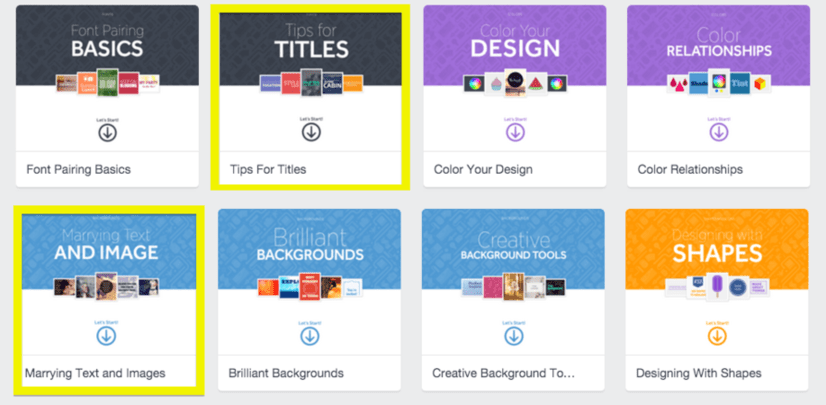 Font Pairing
BASICS
Let's Start!
Font Pairing Basics
Tips for
TITLES
Let's Start!
Tips For Titles
Color Your
DESIGN
Let's Start!
Color Your Design
Color
RELATIONSHIPS
Let's Start!
Color Relationships
Marrying Text
AND IMAGE
Let's Start!
Marrying Text and Images
Brilliant
BACKGROUNDS
Let's Start!
Brilliant Backgrounds
Creative
BACKGROUND TOOLS
Let's Start!
Creative Background To...
Designing with
SHAPES
Let's Start!
Designing With Shapes